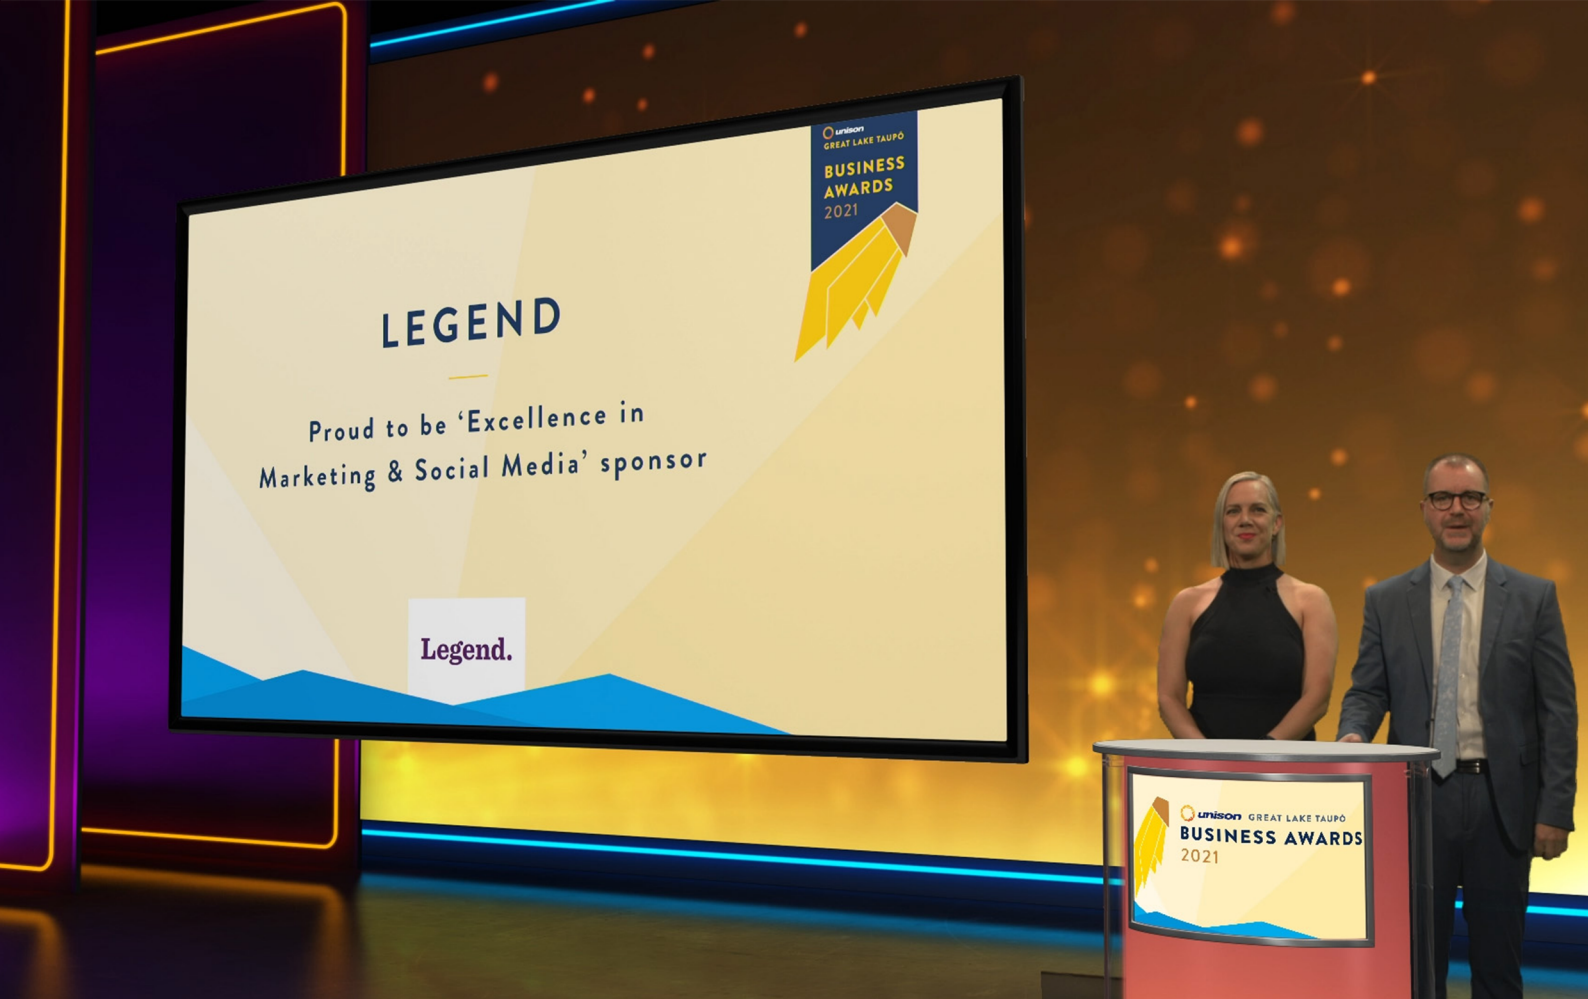 unison
GREAT LAKE TAUPŌ
BUSINESS
AWARDS
2021
LEGEND
Proud to be ‘Excellence in
Marketing & Social Media’ sponsor
Legend.
unison GREAT LAKE TAUPŌ
BUSINESS AWARDS
2021